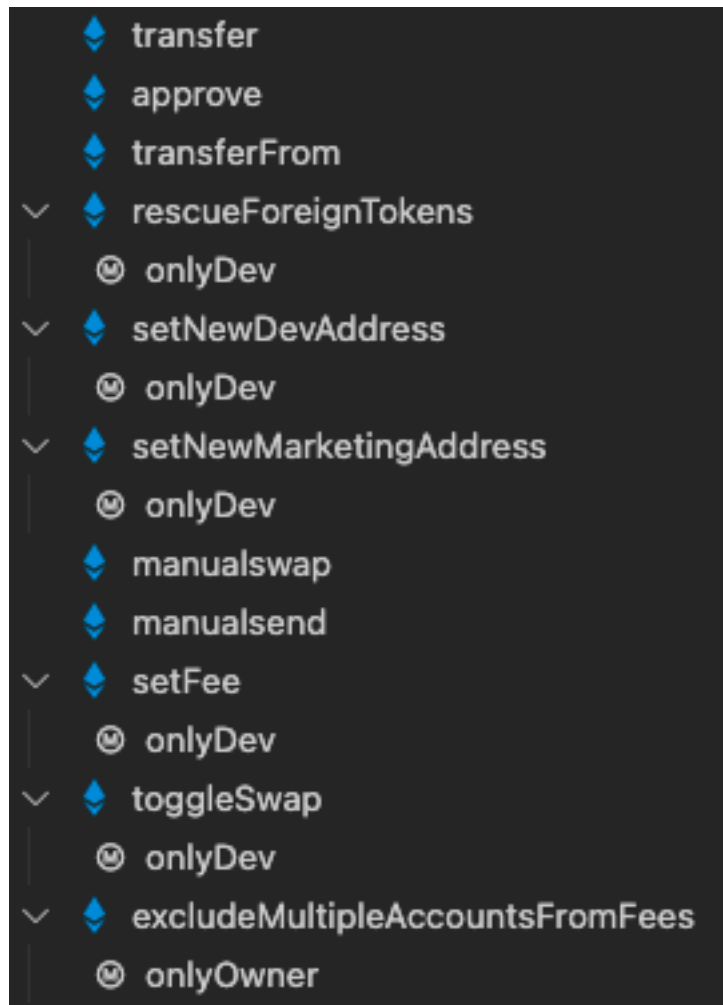 transfer
approve
transferFrom
rescueForeignTokens
onlyDev
setNewDevAddress
onlyDev
setNewMarketingAddress
onlyDev
manualswap
manualsend
setFee
onlyDev
toggleSwap
onlyDev
excludeMultipleAccountsFromFees
onlyOwner